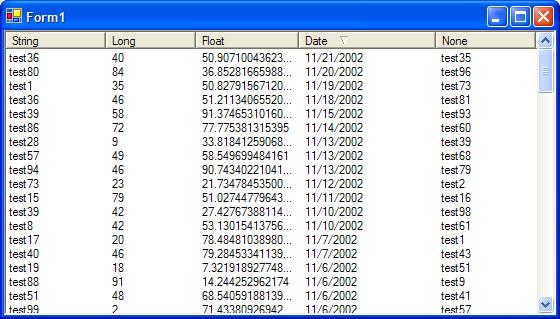 Form1
String Long Float Date None
test36 40 50.90710043623... 11/21/2002 test35
test80 84 36.85281665988... 11/20/2002 test96
test1 35 50.82791567120... 11/19/2002 test73
test36 46 51.21134065520... 11/18/2002 test81
test39 58 91.37465310160... 11/15/2002 test93
test86 72 77.775381315395 11/14/2002 test60
test28 9 33.81841259068... 11/13/2002 test39
test57 49 58.549699484161 11/13/2002 test68
test94 46 90.74340221041... 11/13/2002 test79
test73 23 21.73478453500... 11/12/2002 test2
test15 79 51.02744779643... 11/11/2002 test16
test39 42 27.42767388114... 11/10/2002 test98
test8 42 53.13015413756... 11/10/2002 test61
test17 20 78.48481038980... 11/7/2002 test1
test40 46 79.28453341139... 11/7/2002 test43
test19 18 7.321918927748... 11/6/2002 test51
test88 91 14.244252962174 11/6/2002 test9
test51 48 68.54059188139... 11/6/2002 test41
test99 2 71.43380926942... 11/6/2002 test57